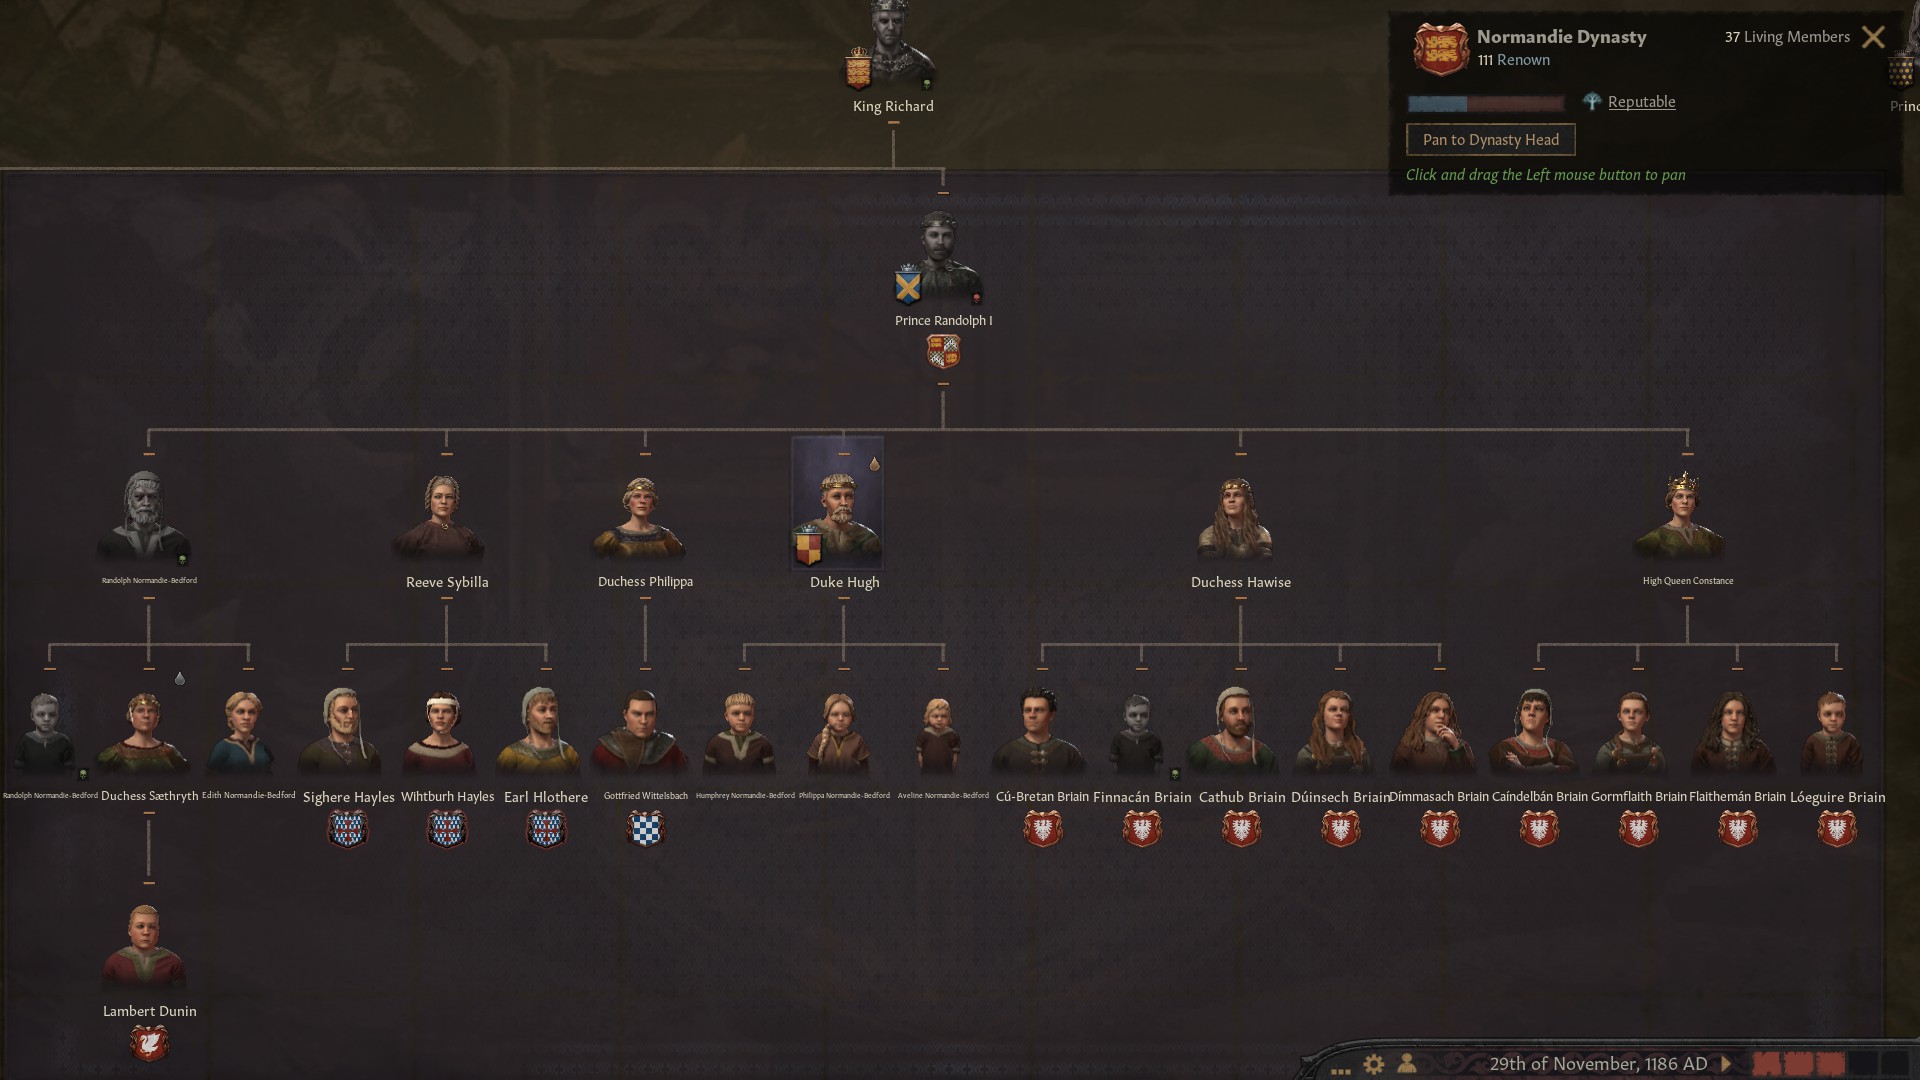 King Richard
Normandie Dynasty
37 Living Members
111 Renown
Princ
Reputable
Pan to Dynasty Head
Click and drag the Left mouse button to pan
Prince Randolph I
Randolph Normandie-Bedford
Reeve Sybilla
Duchess Philippa
Duke Hugh
Duchess Hawise
High Queen Constance
Randolph Normandie-Bedford
Duchess Sæthryth
Edith Normandie-Bedford
Sighere Hayles
Wihtburh Hayles
Earl Hlothere
Gottfried Wittelsbach
Humphrey Normandie-Bedford
Philippa Normandie-Bedford
Aveline Normandie-Bedford
Cú-Bretan Briain
Finnacán Briain
Cathub Briain
Dúinsech Briain
Dímmasach Briain
Caíndelbán Briain
Gormflaith Briain
Flaithemán Briain
Lóeguire Briain
Lambert Dunin
29th of November, 1186 AD